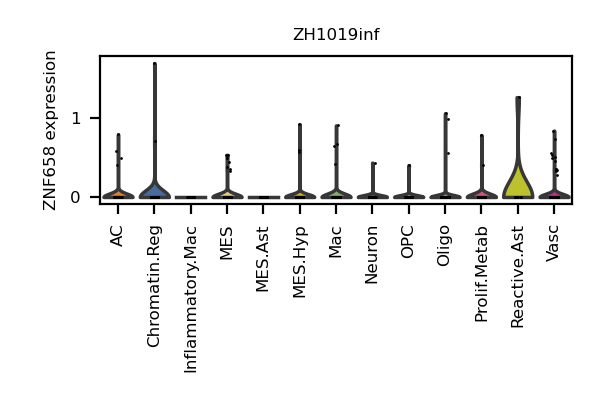 ZH1019inf
ZNF658 expression
1
0
AC
Chromatin.Reg
Inflammatory.Mac
MES
MES.Ast
MES.Hyp
Mac
Neuron
OPC
Oligo
Prolif.Metab
Reactive.Ast
Vasc